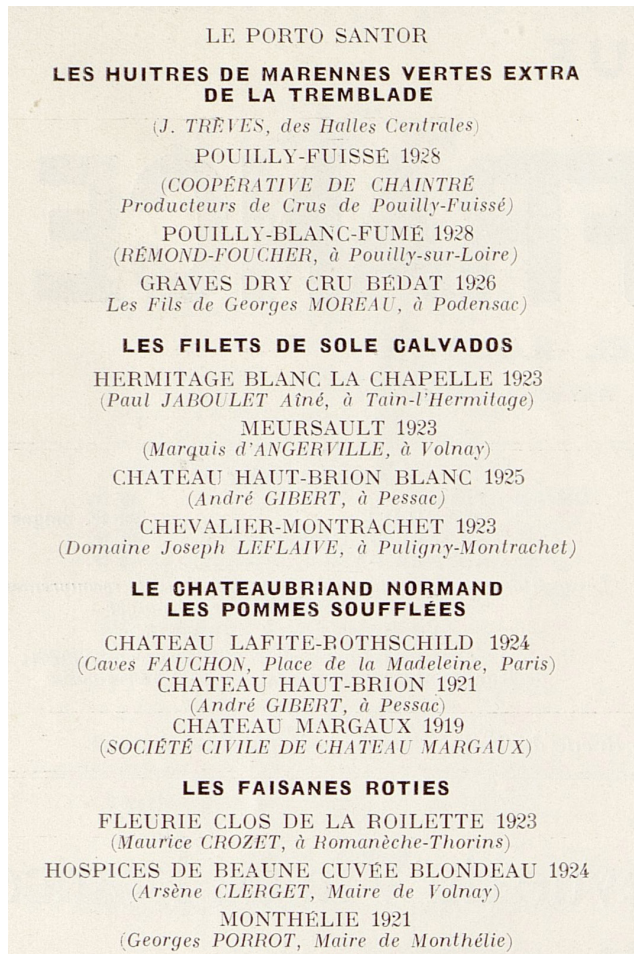 LE PORTO SANTOR
LES HUITRES DE MARENNES VERTES EXTRA
DE LA TREMBLADE
(J. TRÈVES, des Halles Centrales)
POUILLY-FUISSÉ 1928
(COOPÉRATIVE DE CHAINTRÉ
Producteurs de Crus de Pouilly-Fuissé)
POUILLY-BLANC-FUMÉ 1928
(RÉMOND-FOUCHER, à Pouilly-sur-Loire)
GRAVES DRY CRU BÉDAT 1926
Les Fils de Georges MOREAU, à Podensac)
LES FILETS DE SOLE CALVADOS
HERMITAGE BLANC LA CHAPELLE 1923
(Paul JABOULET Aîné, à Tain-l'Hermitage)
MEURSAULT 1923
(Marquis d'ANGERVILLE, à Volnay)
CHATEAU HAUT-BRION BLANC 1925
(André GIBERT, à Pessac)
CHEVALIER-MONTRACHET 1923
(Domaine Joseph LEFLAIVE, à Puligny-Montrachet)
LE CHATEAUBRIAND NORMAND
LES POMMES SOUFFLÉES
CHATEAU LAFITE-ROTHSCHILD 1924
(Caves FAUCHON, Place de la Madeleine, Paris)
CHATEAU HAUT-BRION 1921
(André GIBERT, à Pessac)
CHATEAU MARGAUX 1919
(SOCIÉTÉ CIVILE DE CHATEAU MARGAUX)
LES FAISANES ROTIES
FLEURIE CLOS DE LA ROILETTE 1923
(Maurice CROZET, à Romanèche-Thorins)
HOSPICES DE BEAUNE CUVÉE BLONDEAU 1924
(Arsène CLERGET, Maire de Volnay)
MONTHÉLIE 1921
(Georges PORROT, Maire de Monthélie)